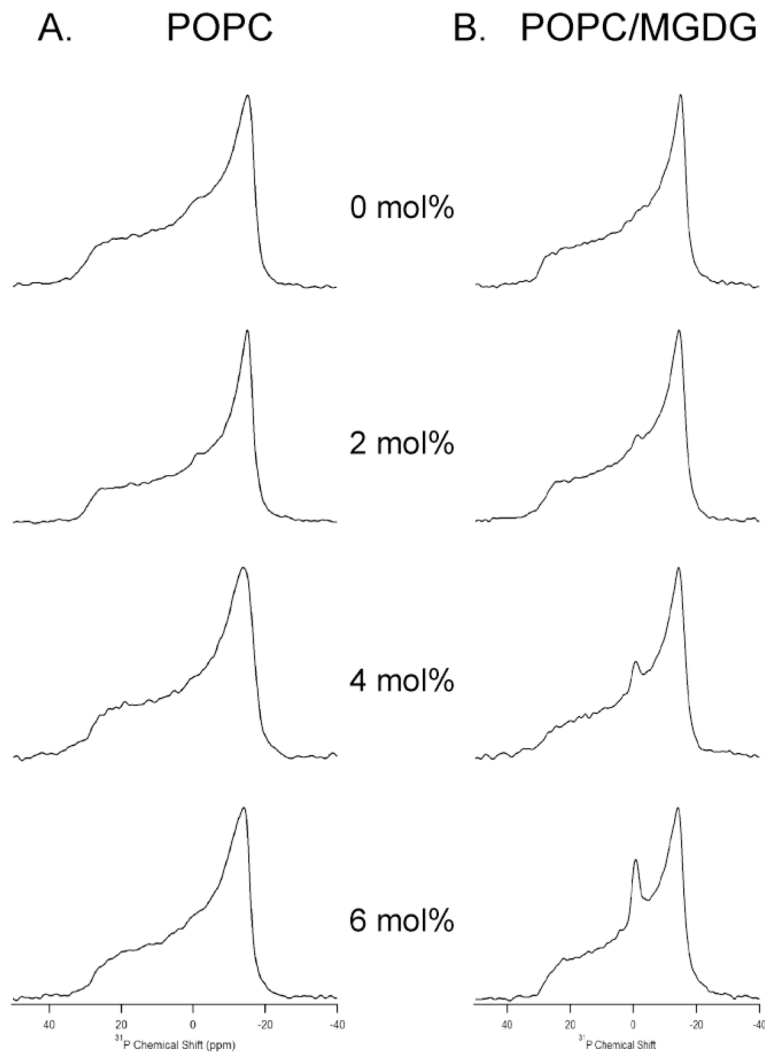 A. POPC B. POPC/MGDG
0 mol%
2 mol%
4 mol%
6 mol%
40 20 0 -20 -40 40 20 0 -20 -40
³¹P Chemical Shift (ppm) ³¹P Chemical Shift